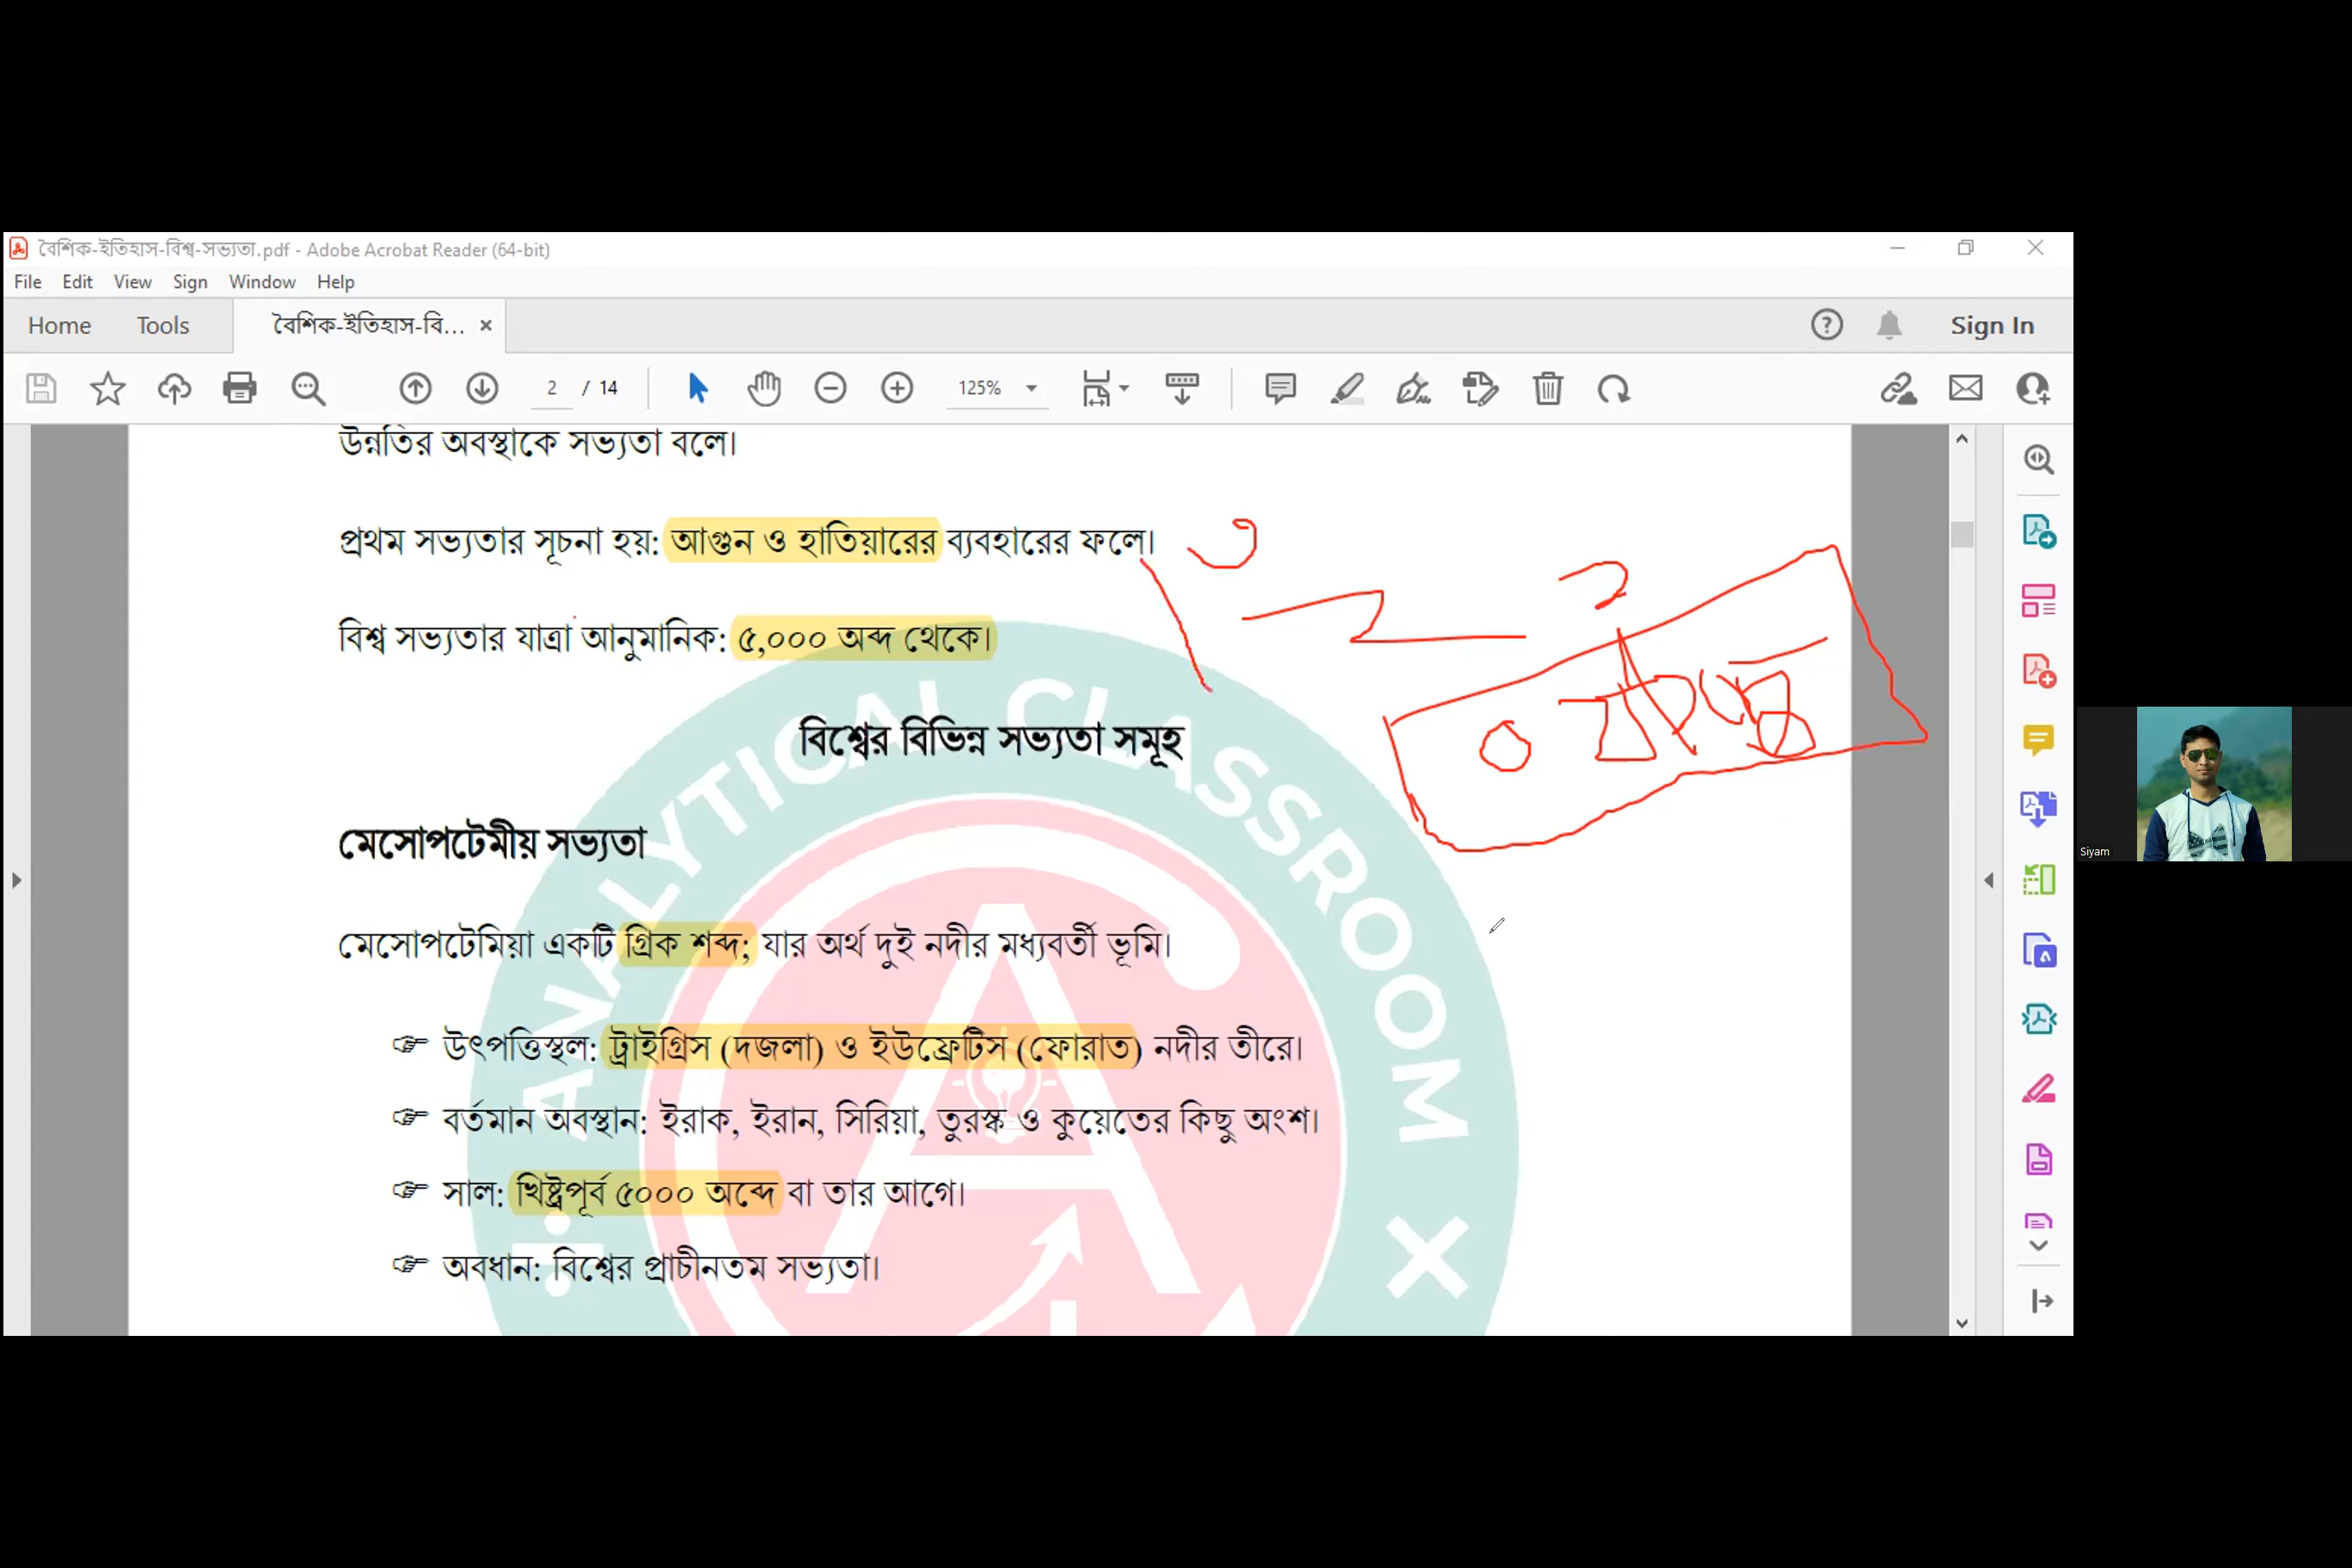 বৈশিক-ইতিহাস-বিশ্ব-সভ্যতা.pdf - Adobe Acrobat Reader (64-bit)
File Edit View Sign Window Help
Home Tools বৈশিক-ইতিহাস-বি... × Sign In
2 / 14 125%
উন্নতির অবস্থাকে সভ্যতা বলে।
প্রথম সভ্যতার সূচনা হয়: আগুন ও হাতিয়ারের ব্যবহারের ফলে।
বিশ্ব সভ্যতার যাত্রা আনুমানিক: ৫,০০০ অব্দ থেকে।
বিশ্বের বিভিন্ন সভ্যতা সমূহ
মেসোপটেমীয় সভ্যতা
মেসোপটেমিয়া একটি গ্রিক শব্দ; যার অর্থ দুই নদীর মধ্যবর্তী ভূমি।
☞ উৎপত্তিস্থল: ট্রাইগ্রিস (দজলা) ও ইউফ্রেটিস (ফোরাত) নদীর তীরে।
☞ বর্তমান অবস্থান: ইরাক, ইরান, সিরিয়া, তুরস্ক ও কুয়েতের কিছু অংশ।
☞ সাল: খিষ্ট্রপূর্ব ৫০০০ অব্দে বা তার আগে।
☞ অবধান: বিশ্বের প্রাচীনতম সভ্যতা।
ANALYTICAL CLASSROOM
Siyam